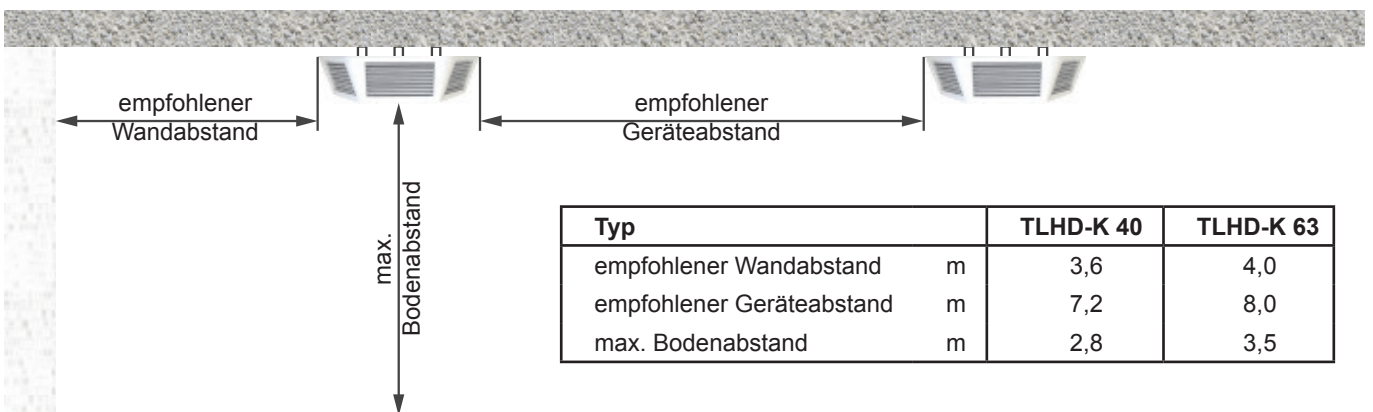 empfohlener
Wandabstand
empfohlener
Geräteabstand
max.
Bodenabstand
Typ TLHD-K 40 TLHD-K 63
empfohlener Wandabstand m 3,6 4,0
empfohlener Geräteabstand m 7,2 8,0
max. Bodenabstand m 2,8 3,5